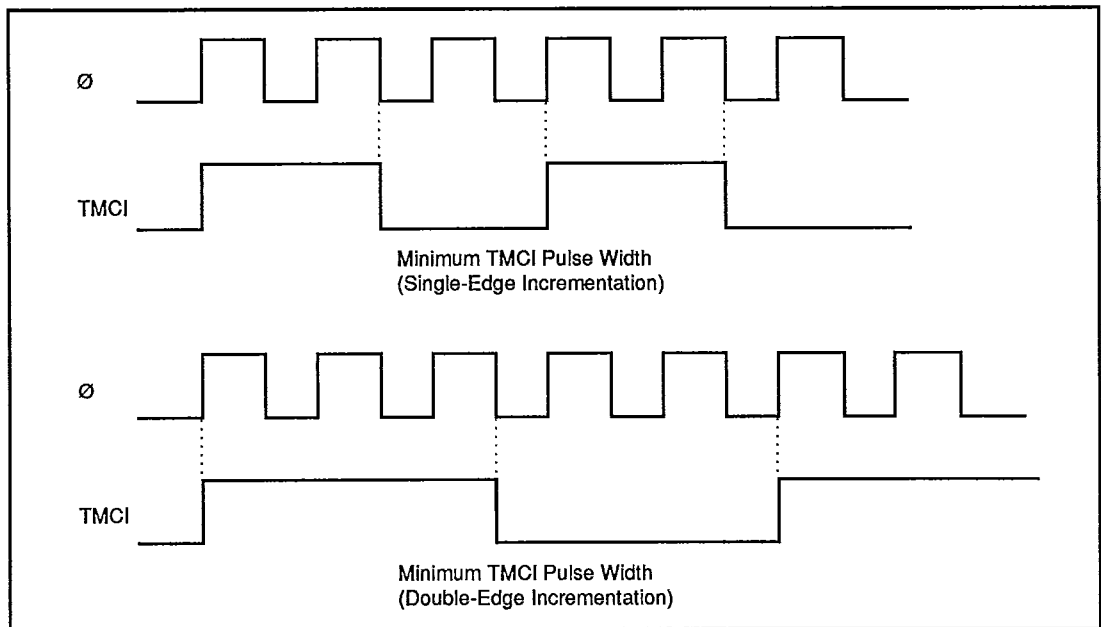 Ø
TMCI
Minimum TMCI Pulse Width
(Single-Edge Incrementation)
Ø
TMCI
Minimum TMCI Pulse Width
(Double-Edge Incrementation)